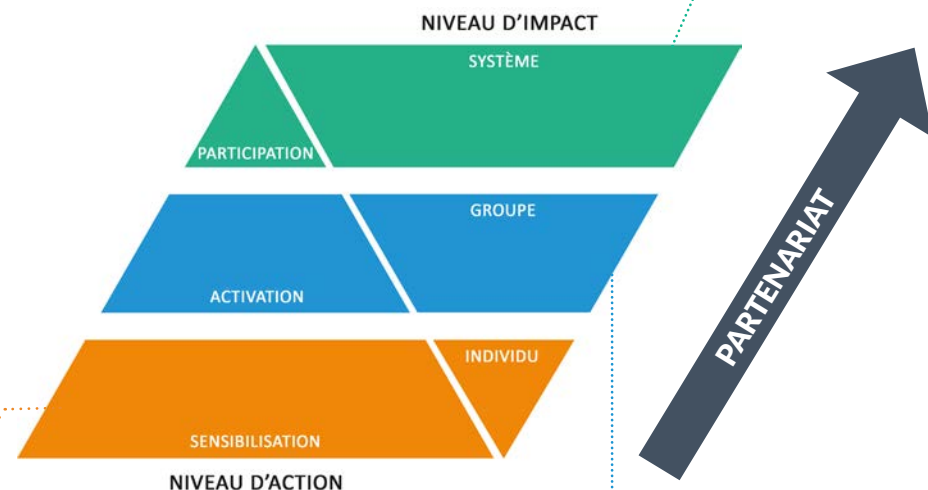 NIVEAU D'IMPACT
SYSTÈME
PARTICIPATION
GROUPE
ACTIVATION
INDIVIDU
SENSIBILISATION
NIVEAU D'ACTION
PARTENARIAT